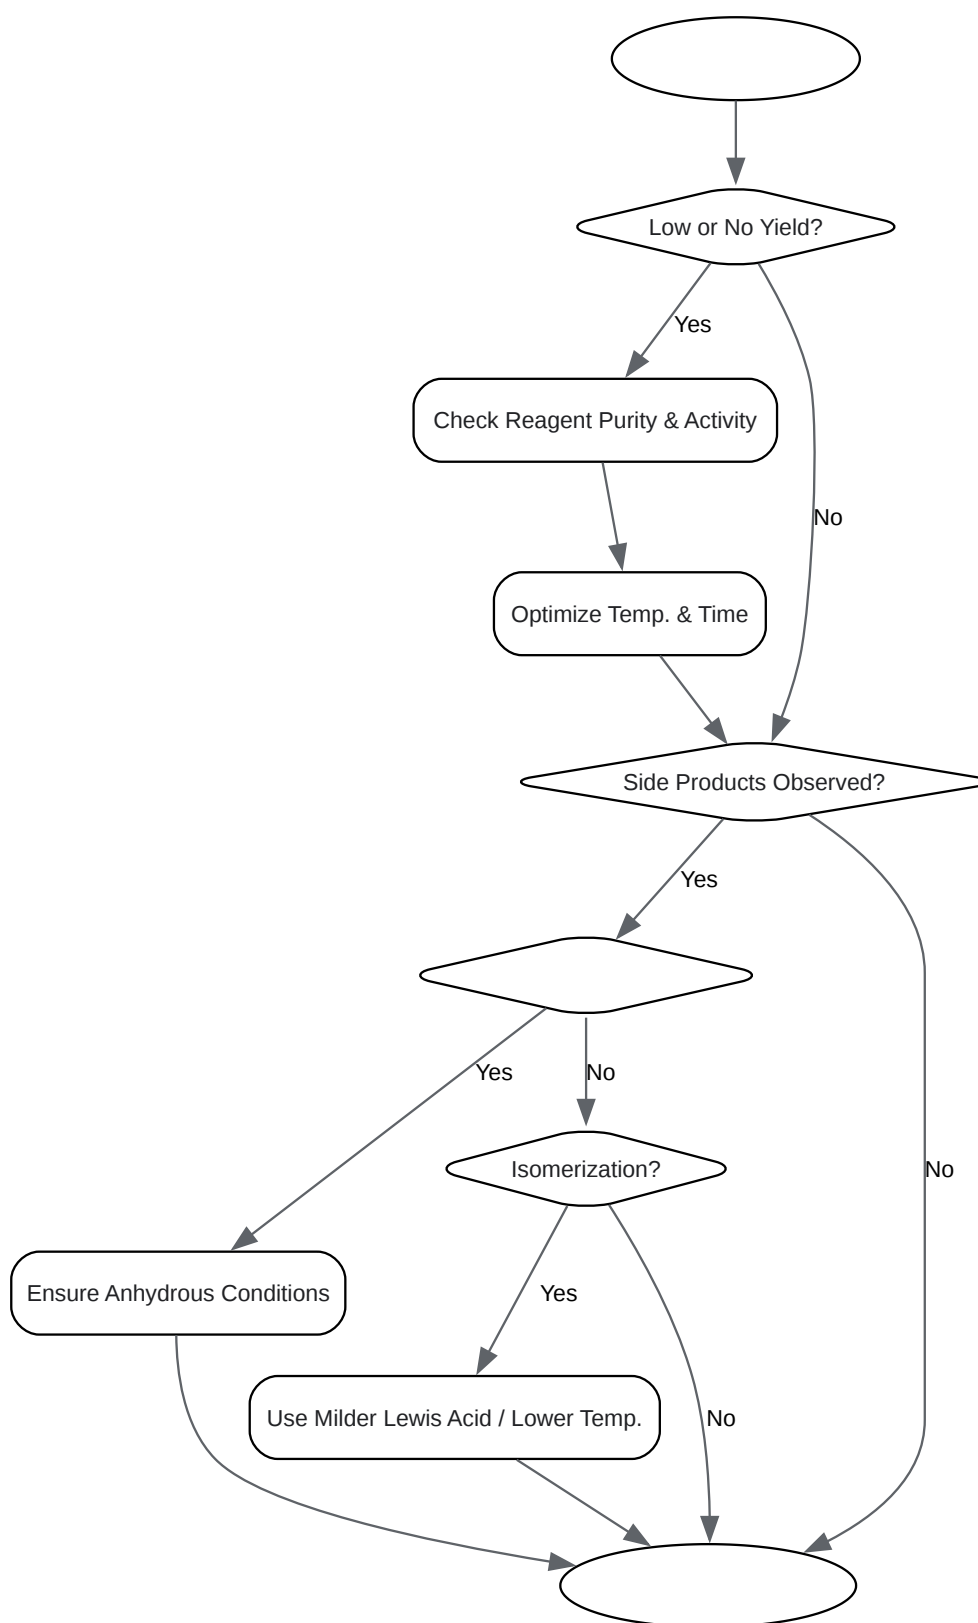 Low or No Yield?
Yes
Check Reagent Purity & Activity
No
Optimize Temp. & Time
Side Products Observed?
Yes
Yes
No
Isomerization?
No
Ensure Anhydrous Conditions
Yes
Use Milder Lewis Acid / Lower Temp.
No